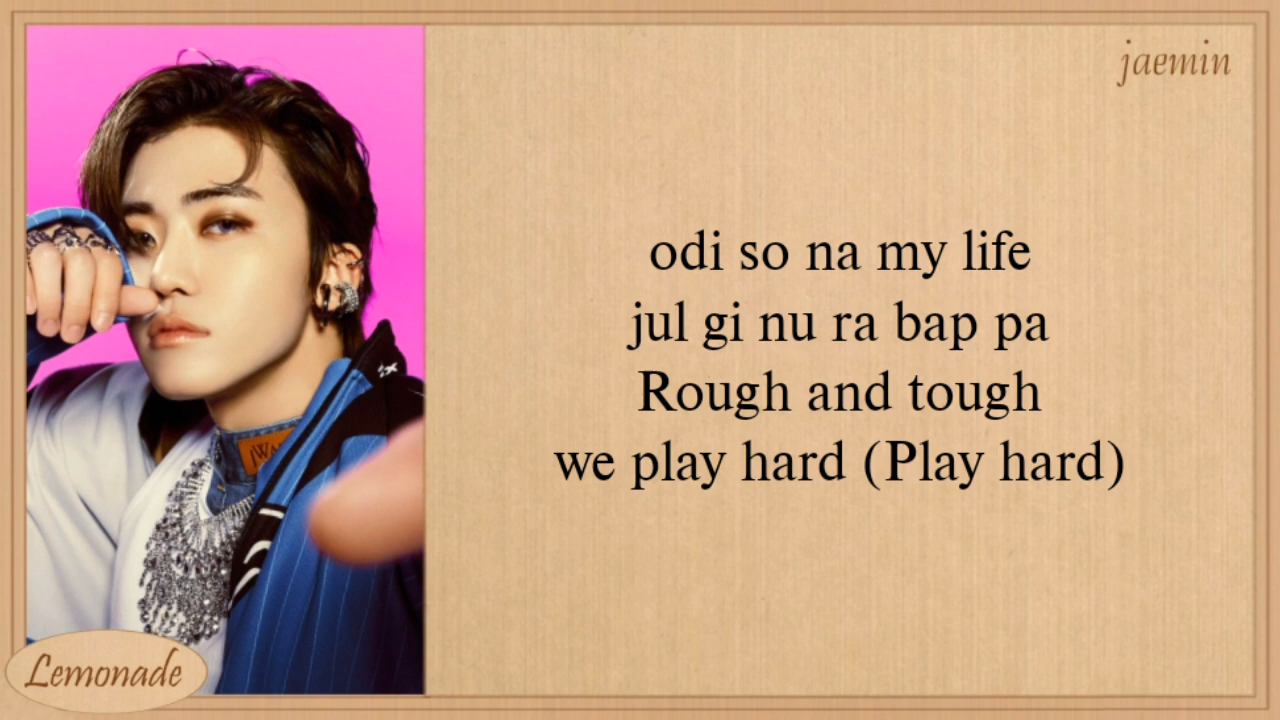 jaemin
odi so na my life
jul gi nu ra bap pa
Rough and tough
we play hard (Play hard)
Lemonade